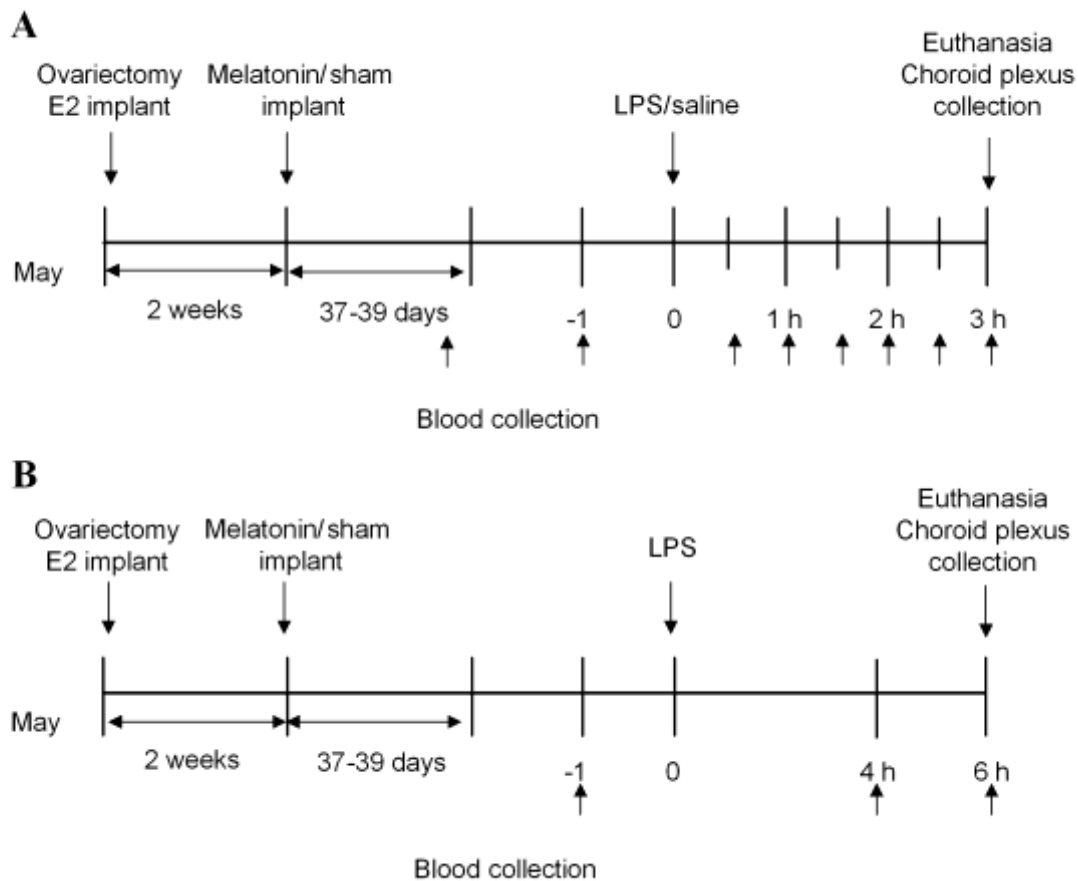 A
Ovariectomy
E2 implant
Melatonin/sham
implant
LPS/saline
Euthanasia
Choroid plexus
collection
May
2 weeks
37-39 days
-1
0
1 h
2 h
3 h
Blood collection
B
Ovariectomy
E2 implant
Melatonin/sham
implant
LPS
Euthanasia
Choroid plexus
collection
May
2 weeks
37-39 days
-1
0
4 h
6 h
Blood collection